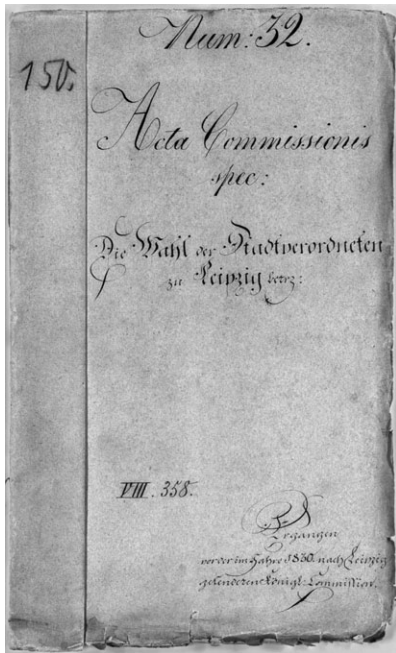 Num: 32.
150.
Acta Commissionis
spec:
Die Wahl der Stadtverordneten
zu Leipzig betrz:
VIII. 358.
Ergangen
vor der im Jahre 1830. nach Leipzig
gesendeten Königl: Commission.